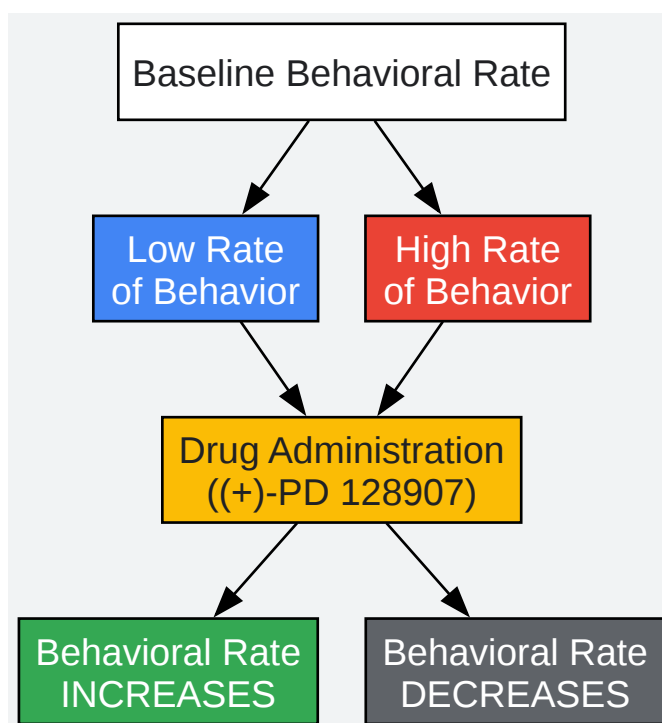 Baseline Behavioral Rate
Low Rate
of Behavior
High Rate
of Behavior
Drug Administration
((+)-PD 128907)
Behavioral Rate
INCREASES
Behavioral Rate
DECREASES